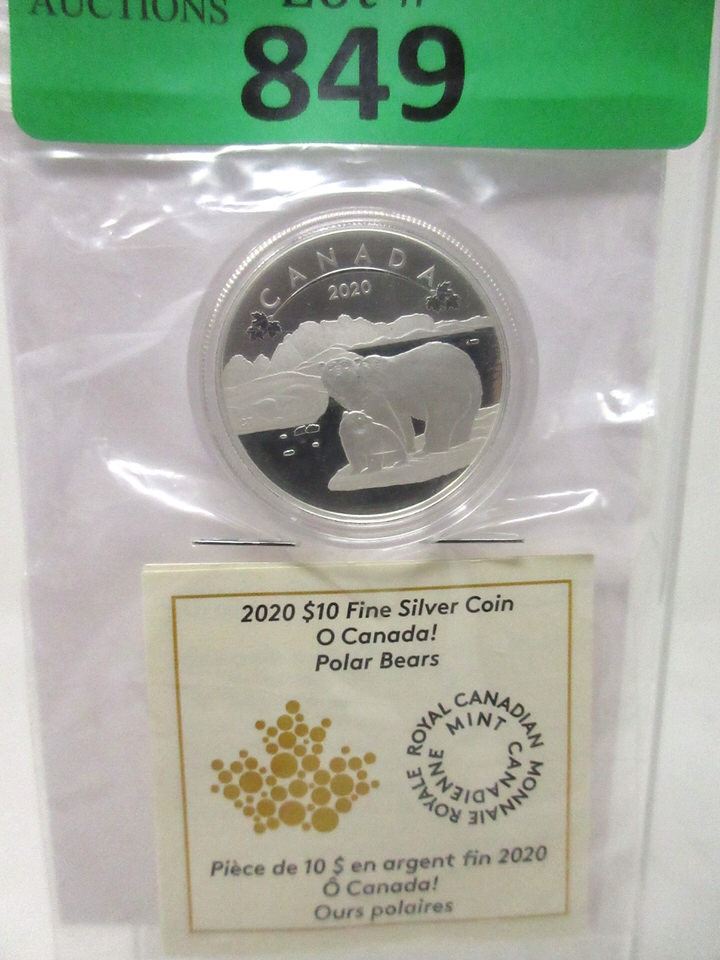 AUCTIONS LOT #
849
CANADA
2020
2020 $10 Fine Silver Coin
O Canada!
Polar Bears
ROYAL CANADIAN MINT
MONNAIE ROYALE CANADIENNE
Pièce de 10 $ en argent fin 2020
Ô Canada!
Ours polaires